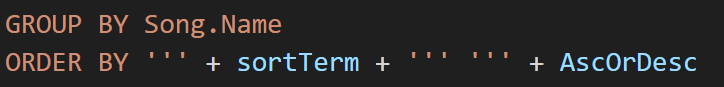 GROUP BY Song.Name
ORDER BY ''' + sortTerm + ''' ''' + AscOrDesc